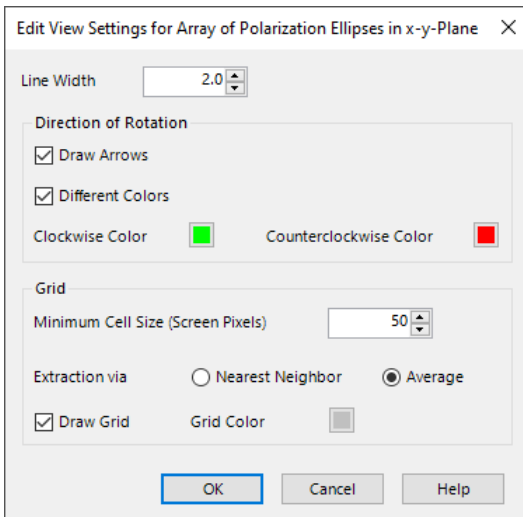 Edit View Settings for Array of Polarization Ellipses in x-y-Plane
Line Width 2.0
Direction of Rotation
Draw Arrows
Different Colors
Clockwise Color Counterclockwise Color
Grid
Minimum Cell Size (Screen Pixels) 50
Extraction via Nearest Neighbor Average
Draw Grid Grid Color
OK Cancel Help